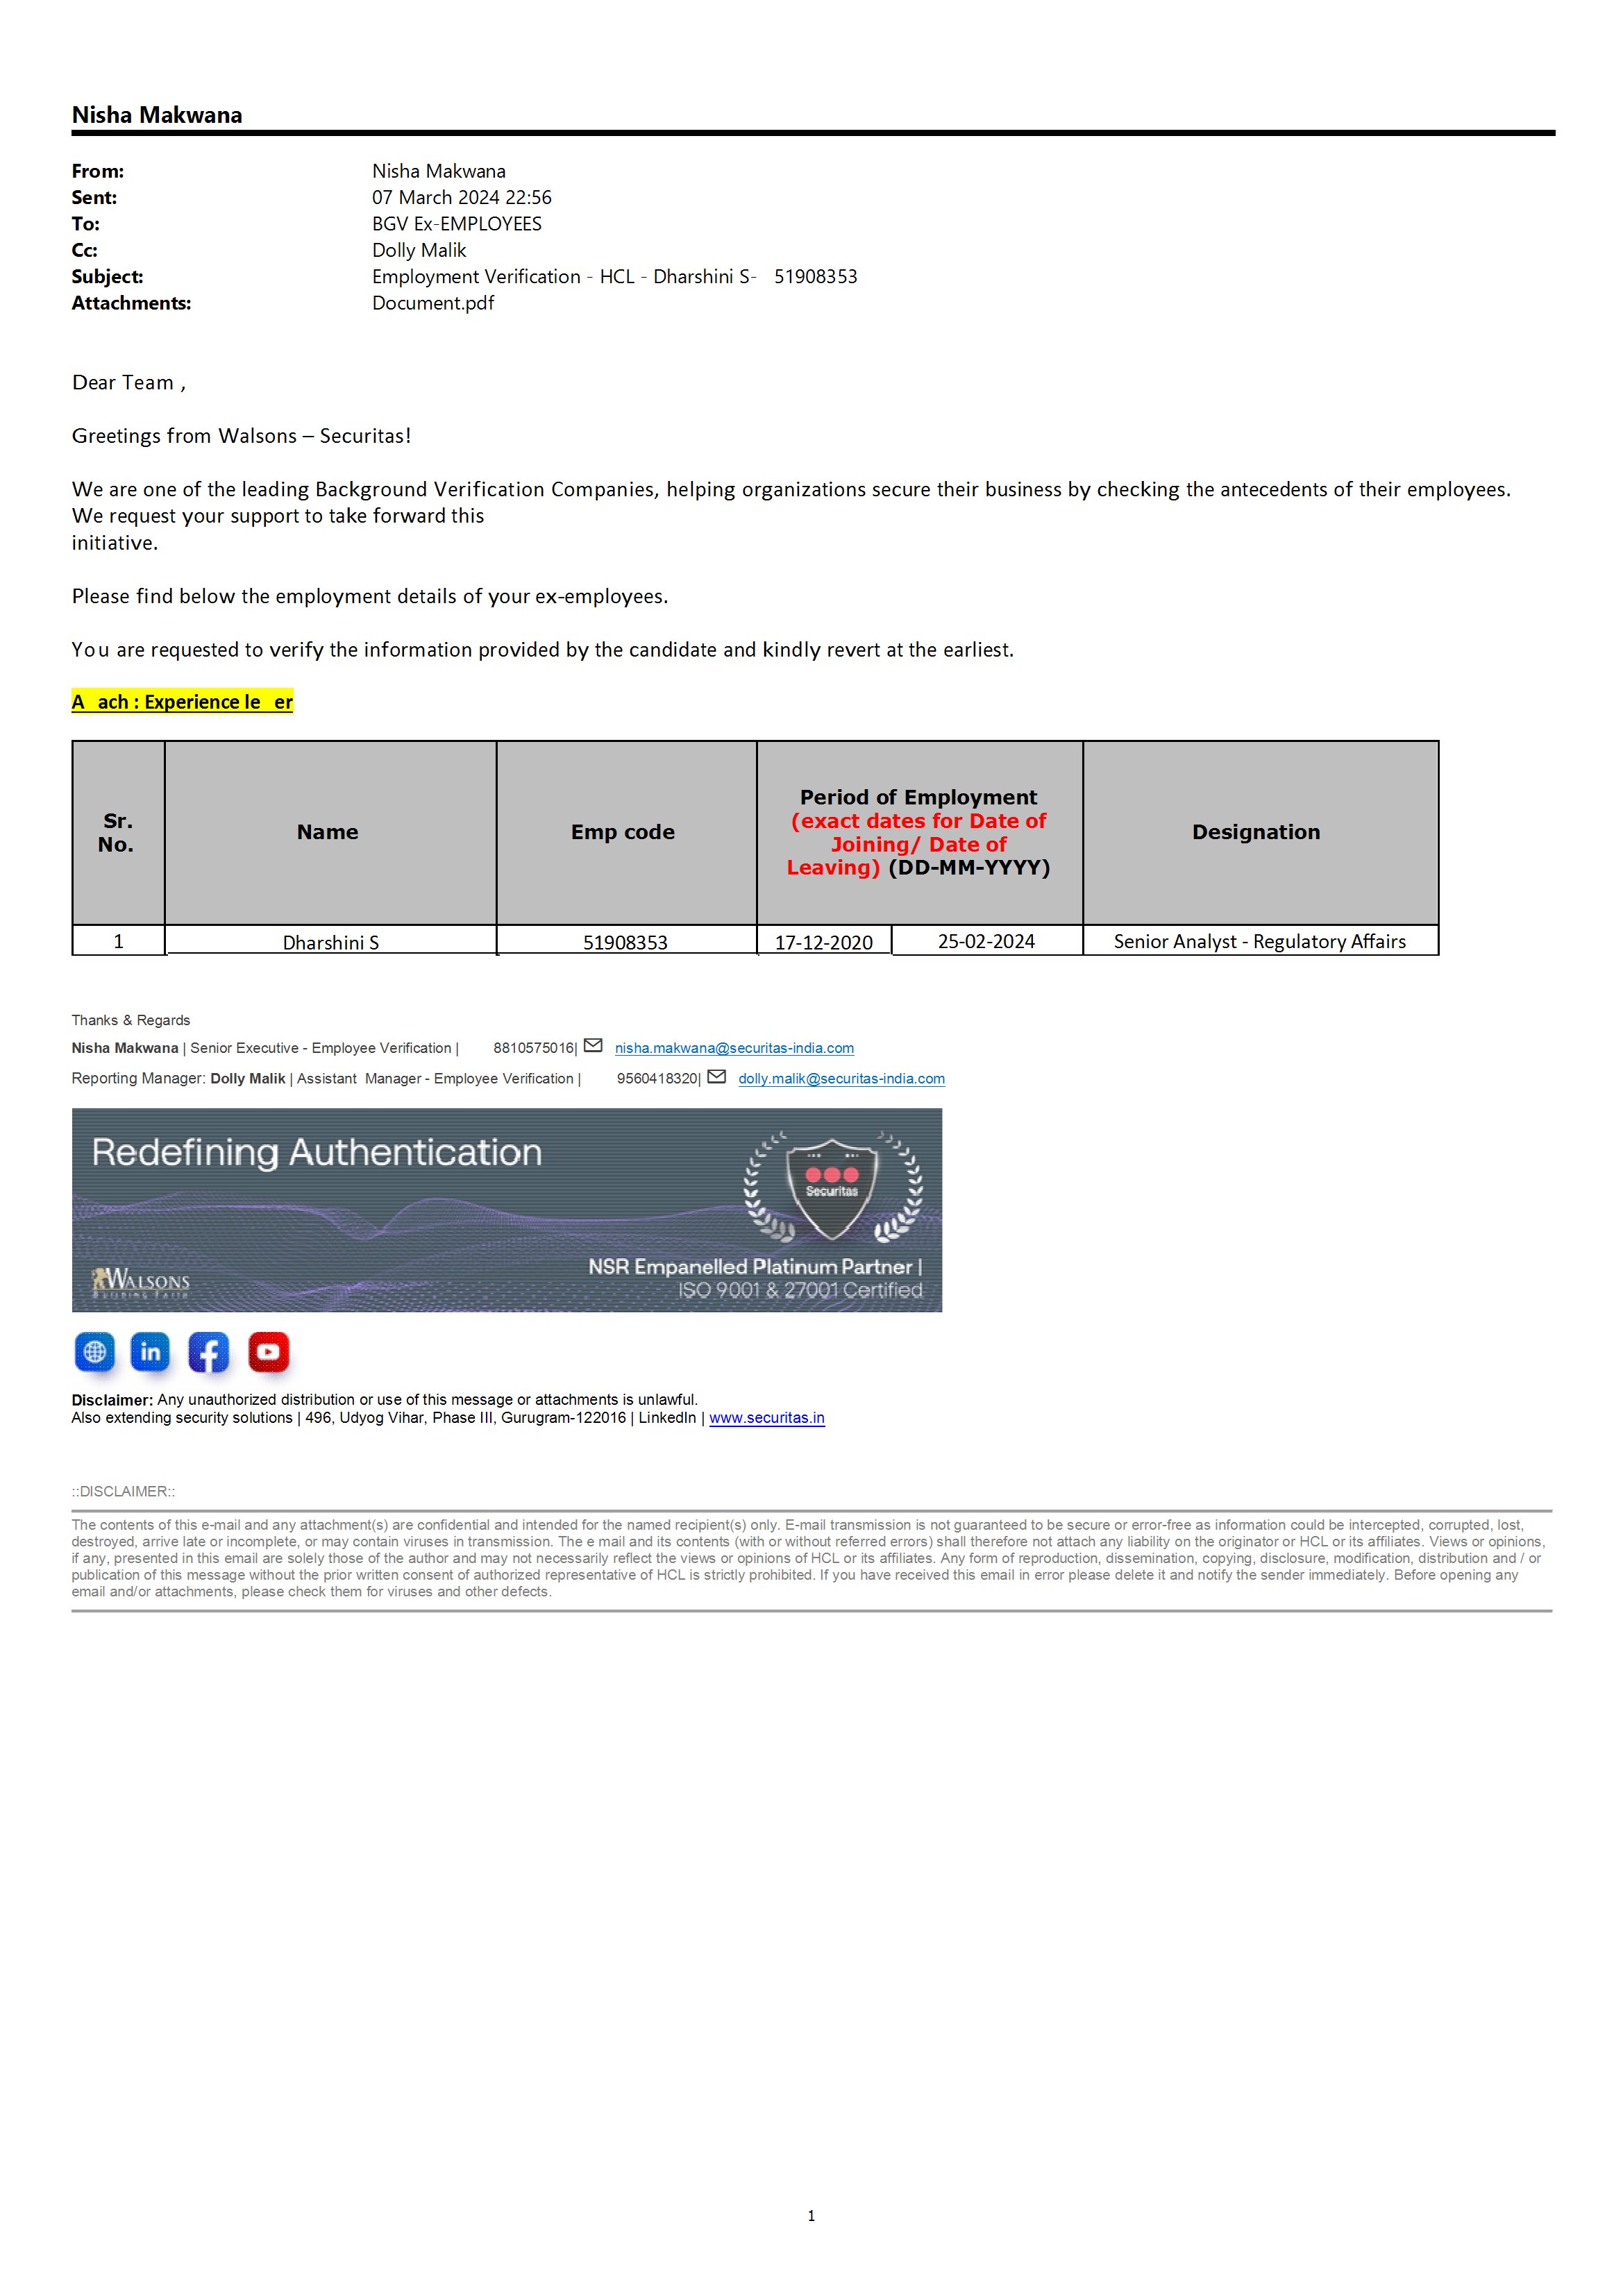 Nisha Makwana
From: Nisha Makwana
Sent: 07 March 2024 22:56
To: BGV Ex-EMPLOYEES
Cc: Dolly Malik
Subject: Employment Verification - HCL - Dharshini S- 51908353
Attachments: Document.pdf
Dear Team ,
Greetings from Walsons – Securitas!
We are one of the leading Background Verification Companies, helping organizations secure their business by checking the antecedents of their employees.
We request your support to take forward this
initiative.
Please find below the employment details of your ex-employees.
You are requested to verify the information provided by the candidate and kindly revert at the earliest.
A ach : Experience le er
Sr. No. Name Emp code Period of Employment (exact dates for Date of Joining/ Date of Leaving) (DD-MM-YYYY) Designation
1 Dharshini S 51908353 17-12-2020 25-02-2024 Senior Analyst - Regulatory Affairs
Thanks & Regards
Nisha Makwana | Senior Executive - Employee Verification | 8810575016| nisha.makwana@securitas-india.com
Reporting Manager: Dolly Malik | Assistant Manager - Employee Verification | 9560418320| dolly.malik@securitas-india.com
Redefining Authentication
Securitas
NSR Empanelled Platinum Partner |
ISO 9001 & 27001 Certified
WALSONS
BUILDING FAITH
in
f
Disclaimer: Any unauthorized distribution or use of this message or attachments is unlawful.
Also extending security solutions | 496, Udyog Vihar, Phase III, Gurugram-122016 | LinkedIn | www.securitas.in
::DISCLAIMER::
The contents of this e-mail and any attachment(s) are confidential and intended for the named recipient(s) only. E-mail transmission is not guaranteed to be secure or error-free as information could be intercepted, corrupted, lost,
destroyed, arrive late or incomplete, or may contain viruses in transmission. The e mail and its contents (with or without referred errors) shall therefore not attach any liability on the originator or HCL or its affiliates. Views or opinions,
if any, presented in this email are solely those of the author and may not necessarily reflect the views or opinions of HCL or its affiliates. Any form of reproduction, dissemination, copying, disclosure, modification, distribution and / or
publication of this message without the prior written consent of authorized representative of HCL is strictly prohibited. If you have received this email in error please delete it and notify the sender immediately. Before opening any
email and/or attachments, please check them for viruses and other defects.
1